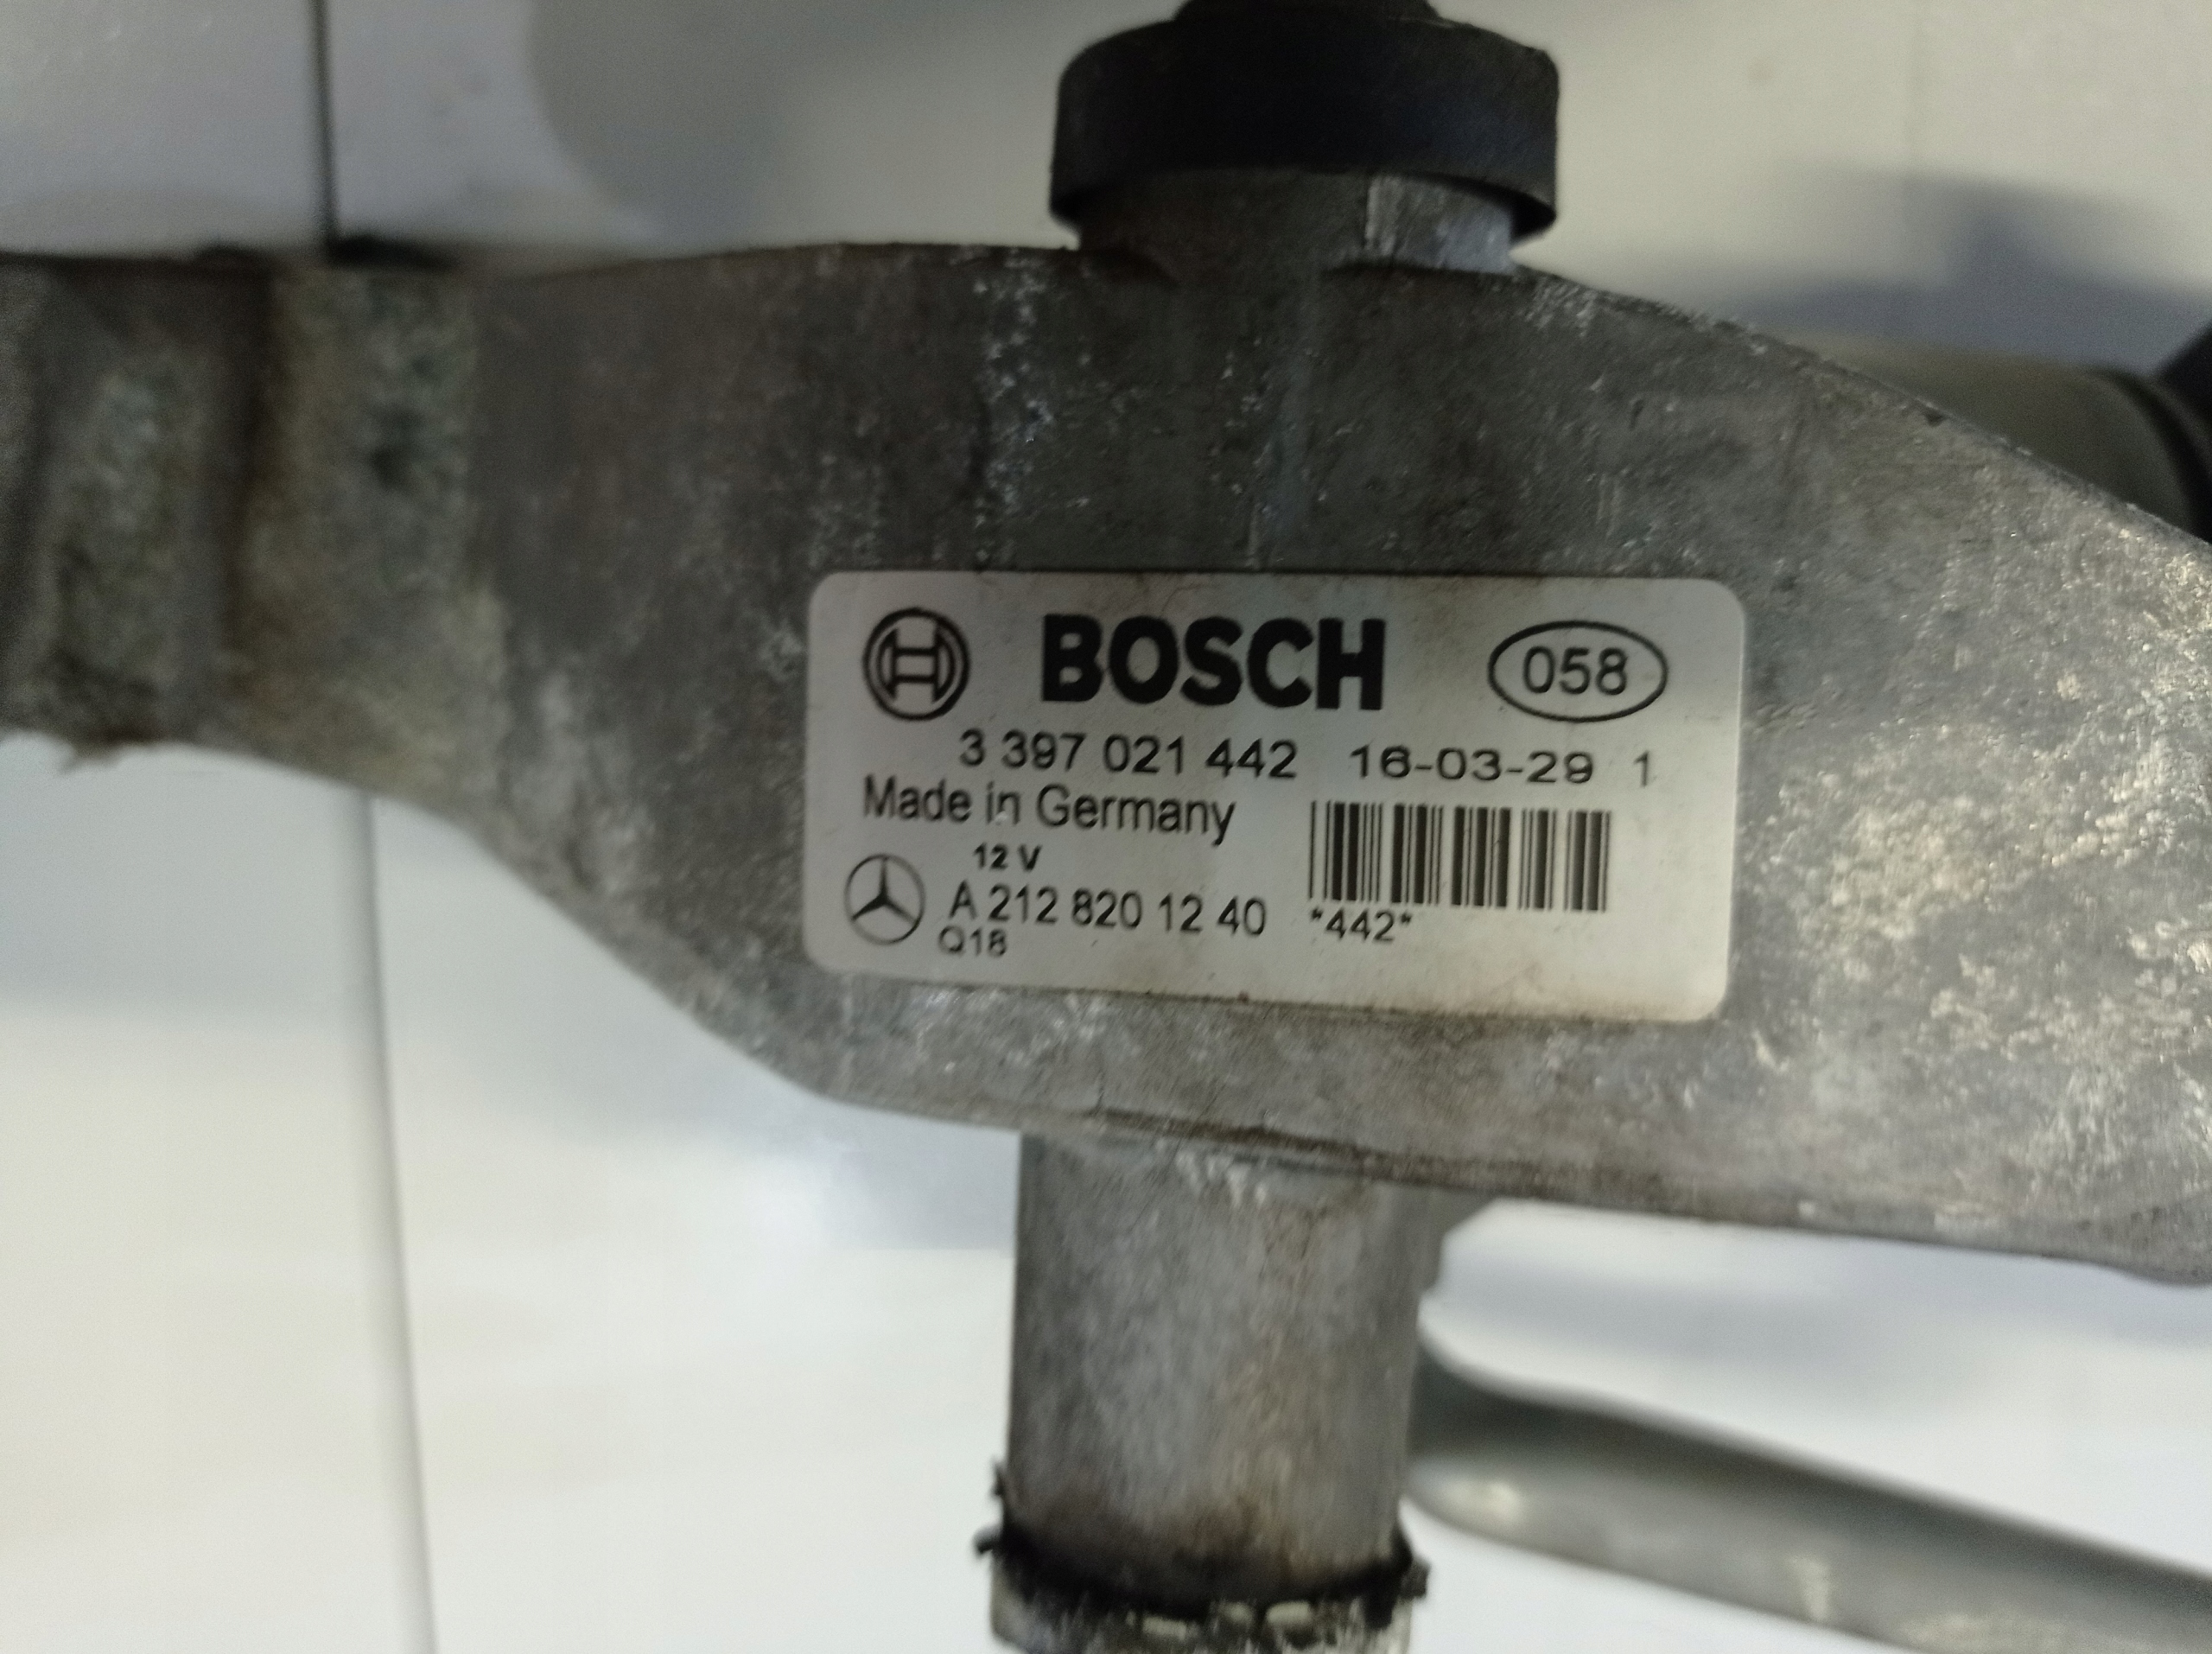 BOSCH 058
3 397 021 442 16-03-29 1
Made in Germany
12 V
A 212 820 12 40 *442*
Q18